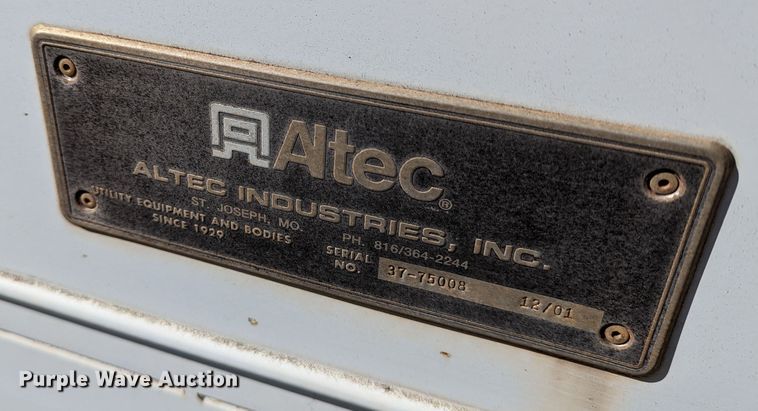 Altec®
ALTEC INDUSTRIES, INC.
ST. JOSEPH, MO. PH. 816/364-2244
UTILITY EQUIPMENT AND BODIES
SINCE 1929
SERIAL NO. 37-75008 12/01
Purple Wave Auction